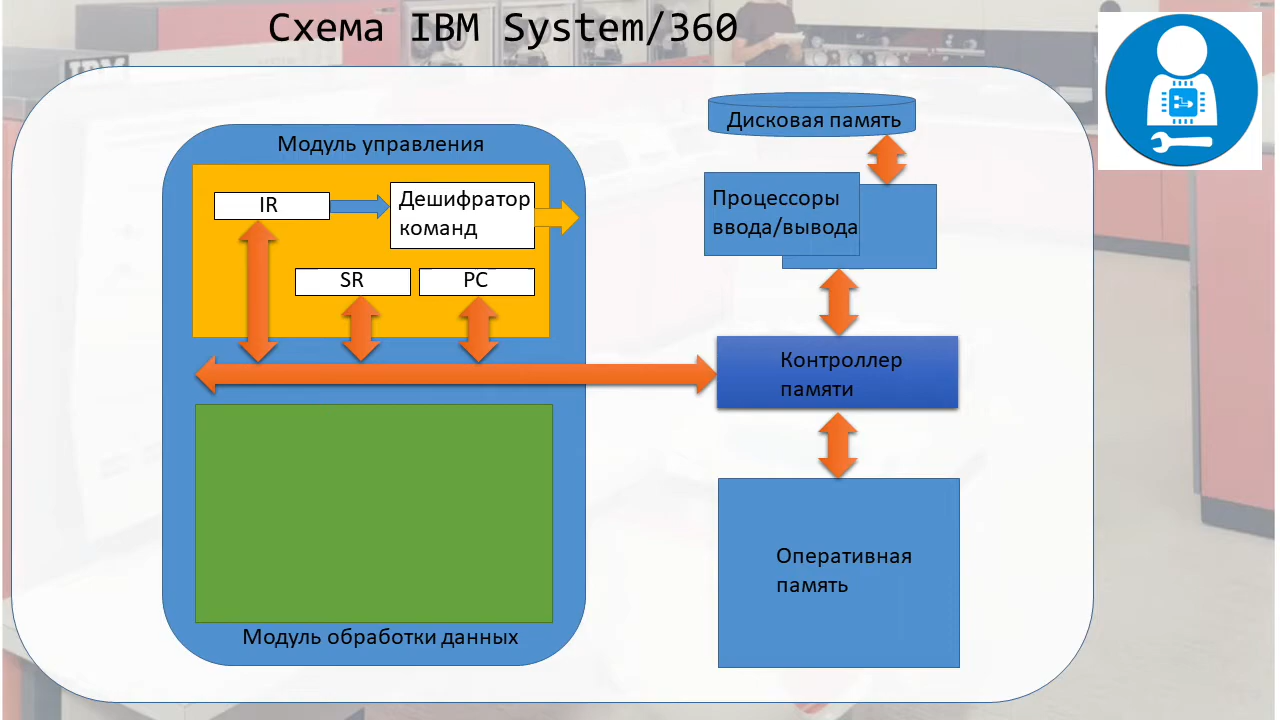 Схема IBM System/360
Модуль управления
IR
Дешифратор
команд
SR
PC
Модуль обработки данных
Дисковая память
Процессоры
ввода/вывода
Контроллер
памяти
Оперативная
память